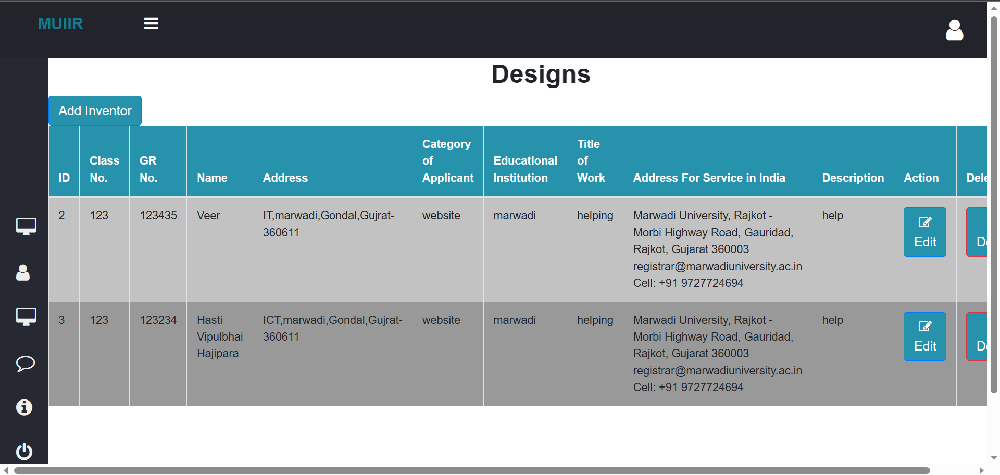 MUIIR
Designs
Add Inventor
ID
Class
No.
GR
No.
Name
Address
Category
of
Applicant
Educational
Institution
Title
of
Work
Address For Service in India
Description
Action
Dele
2
123
123435
Veer
IT,marwadi,Gondal,Gujrat-
360611
website
marwadi
helping
Marwadi University, Rajkot -
Morbi Highway Road, Gauridad,
Rajkot, Gujarat 360003
registrar@marwadiuniversity.ac.in
Cell: +91 9727724694
help
Edit
De
3
123
123234
Hasti
Vipulbhai
Hajipara
ICT,marwadi,Gondal,Gujrat-
360611
website
marwadi
helping
Marwadi University, Rajkot -
Morbi Highway Road, Gauridad,
Rajkot, Gujarat 360003
registrar@marwadiuniversity.ac.in
Cell: +91 9727724694
help
Edit
De